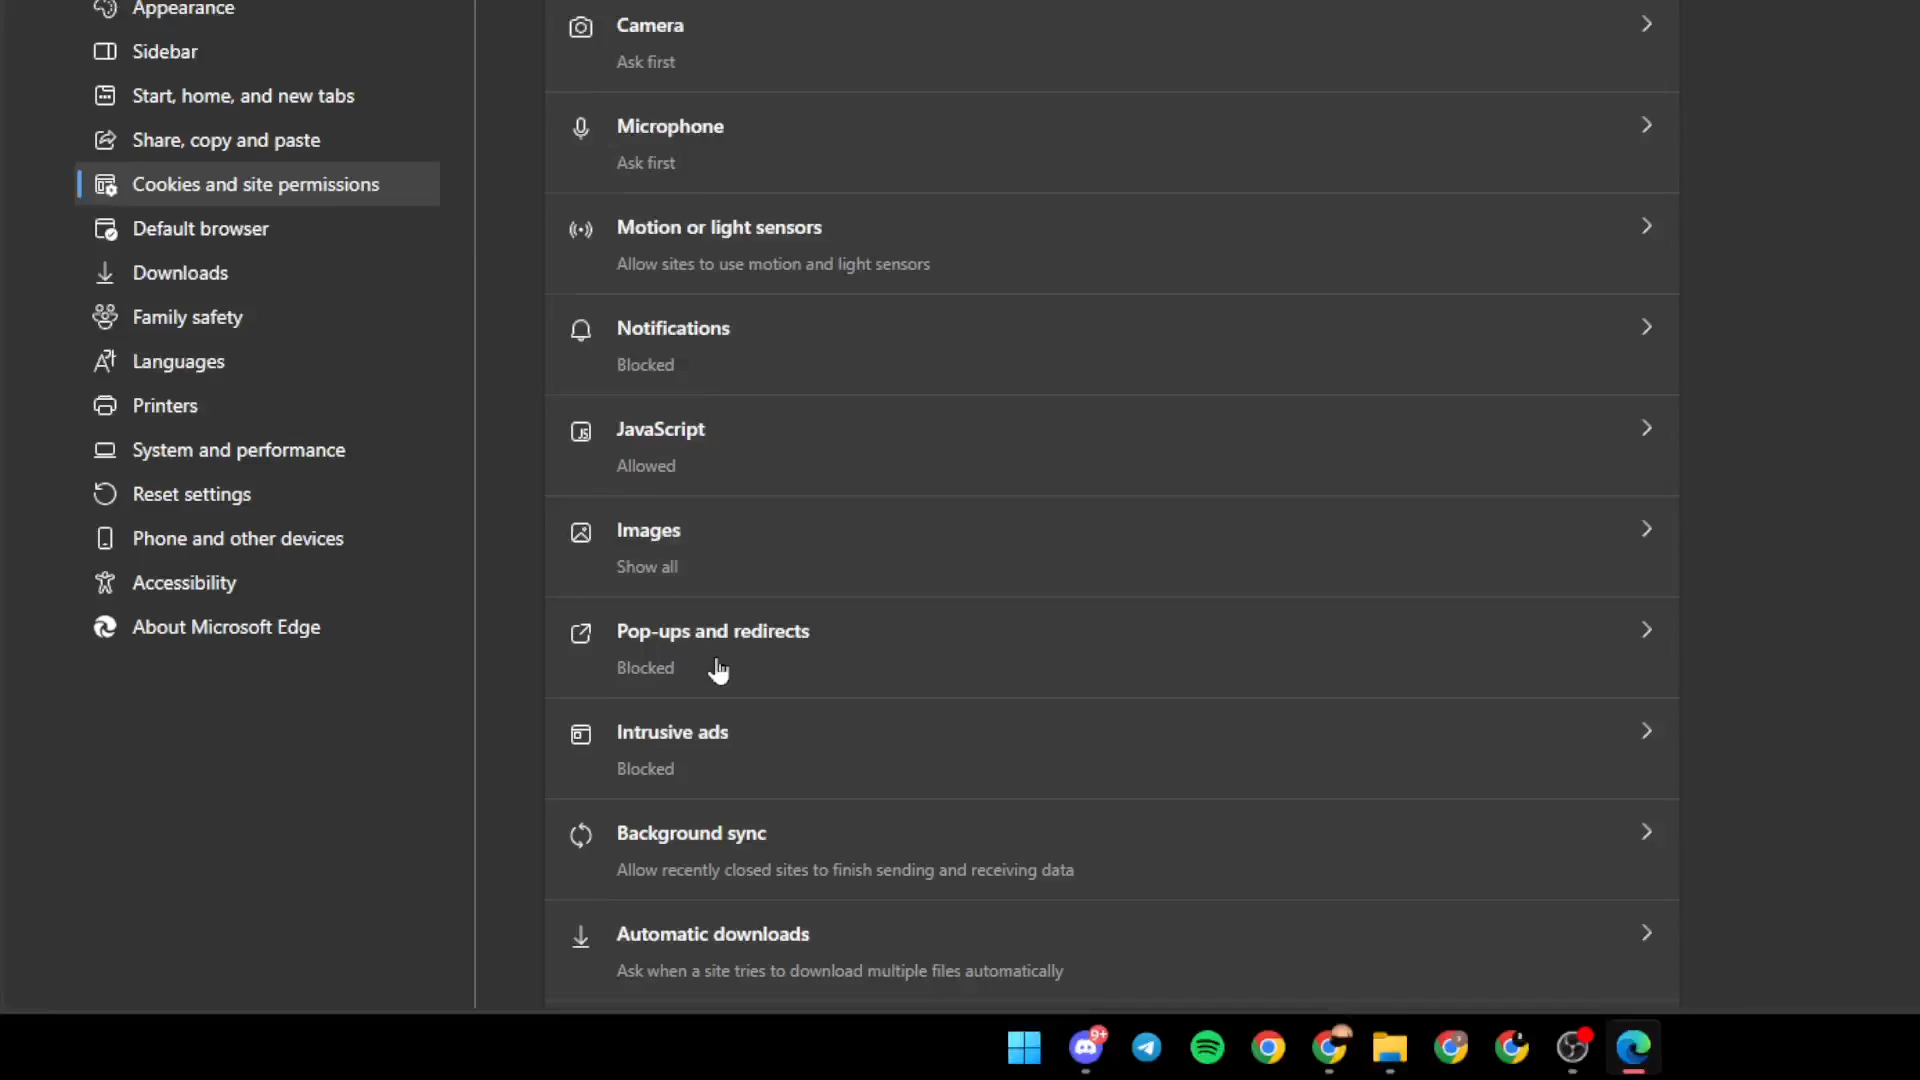 Appearance
Sidebar
Start, home, and new tabs
Share, copy and paste
Cookies and site permissions
Default browser
Downloads
Family safety
Languages
Printers
System and performance
Reset settings
Phone and other devices
Accessibility
About Microsoft Edge
Camera
Ask first
Microphone
Ask first
Motion or light sensors
Allow sites to use motion and light sensors
Notifications
Blocked
JavaScript
Allowed
Images
Show all
Pop-ups and redirects
Blocked
Intrusive ads
Blocked
Background sync
Allow recently closed sites to finish sending and receiving data
Automatic downloads
Ask when a site tries to download multiple files automatically
9+